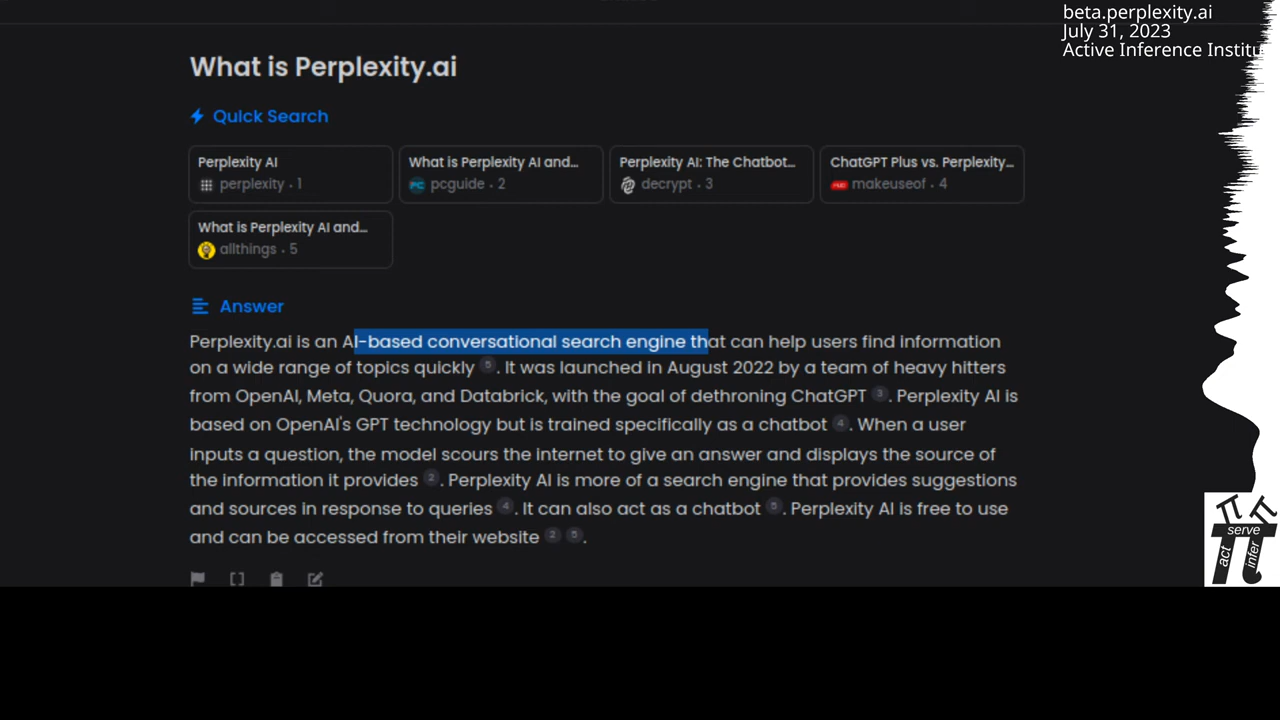 beta.perplexity.ai
July 31, 2023
Active Inference Institu
What is Perplexity.ai
Quick Search
Perplexity AI
perplexity · 1
What is Perplexity AI and...
pcguide · 2
Perplexity AI: The Chatbot...
decrypt · 3
ChatGPT Plus vs. Perplexity...
makeuseof · 4
What is Perplexity AI and...
allthings · 5
Answer
Perplexity.ai is an AI-based conversational search engine that can help users find information
on a wide range of topics quickly 5. It was launched in August 2022 by a team of heavy hitters
from OpenAI, Meta, Quora, and Databrick, with the goal of dethroning ChatGPT 3. Perplexity AI is
based on OpenAI's GPT technology but is trained specifically as a chatbot 4. When a user
inputs a question, the model scours the internet to give an answer and displays the source of
the information it provides 2. Perplexity AI is more of a search engine that provides suggestions
and sources in response to queries 4. It can also act as a chatbot 5. Perplexity AI is free to use
and can be accessed from their website 2 5.
serve
act
infer